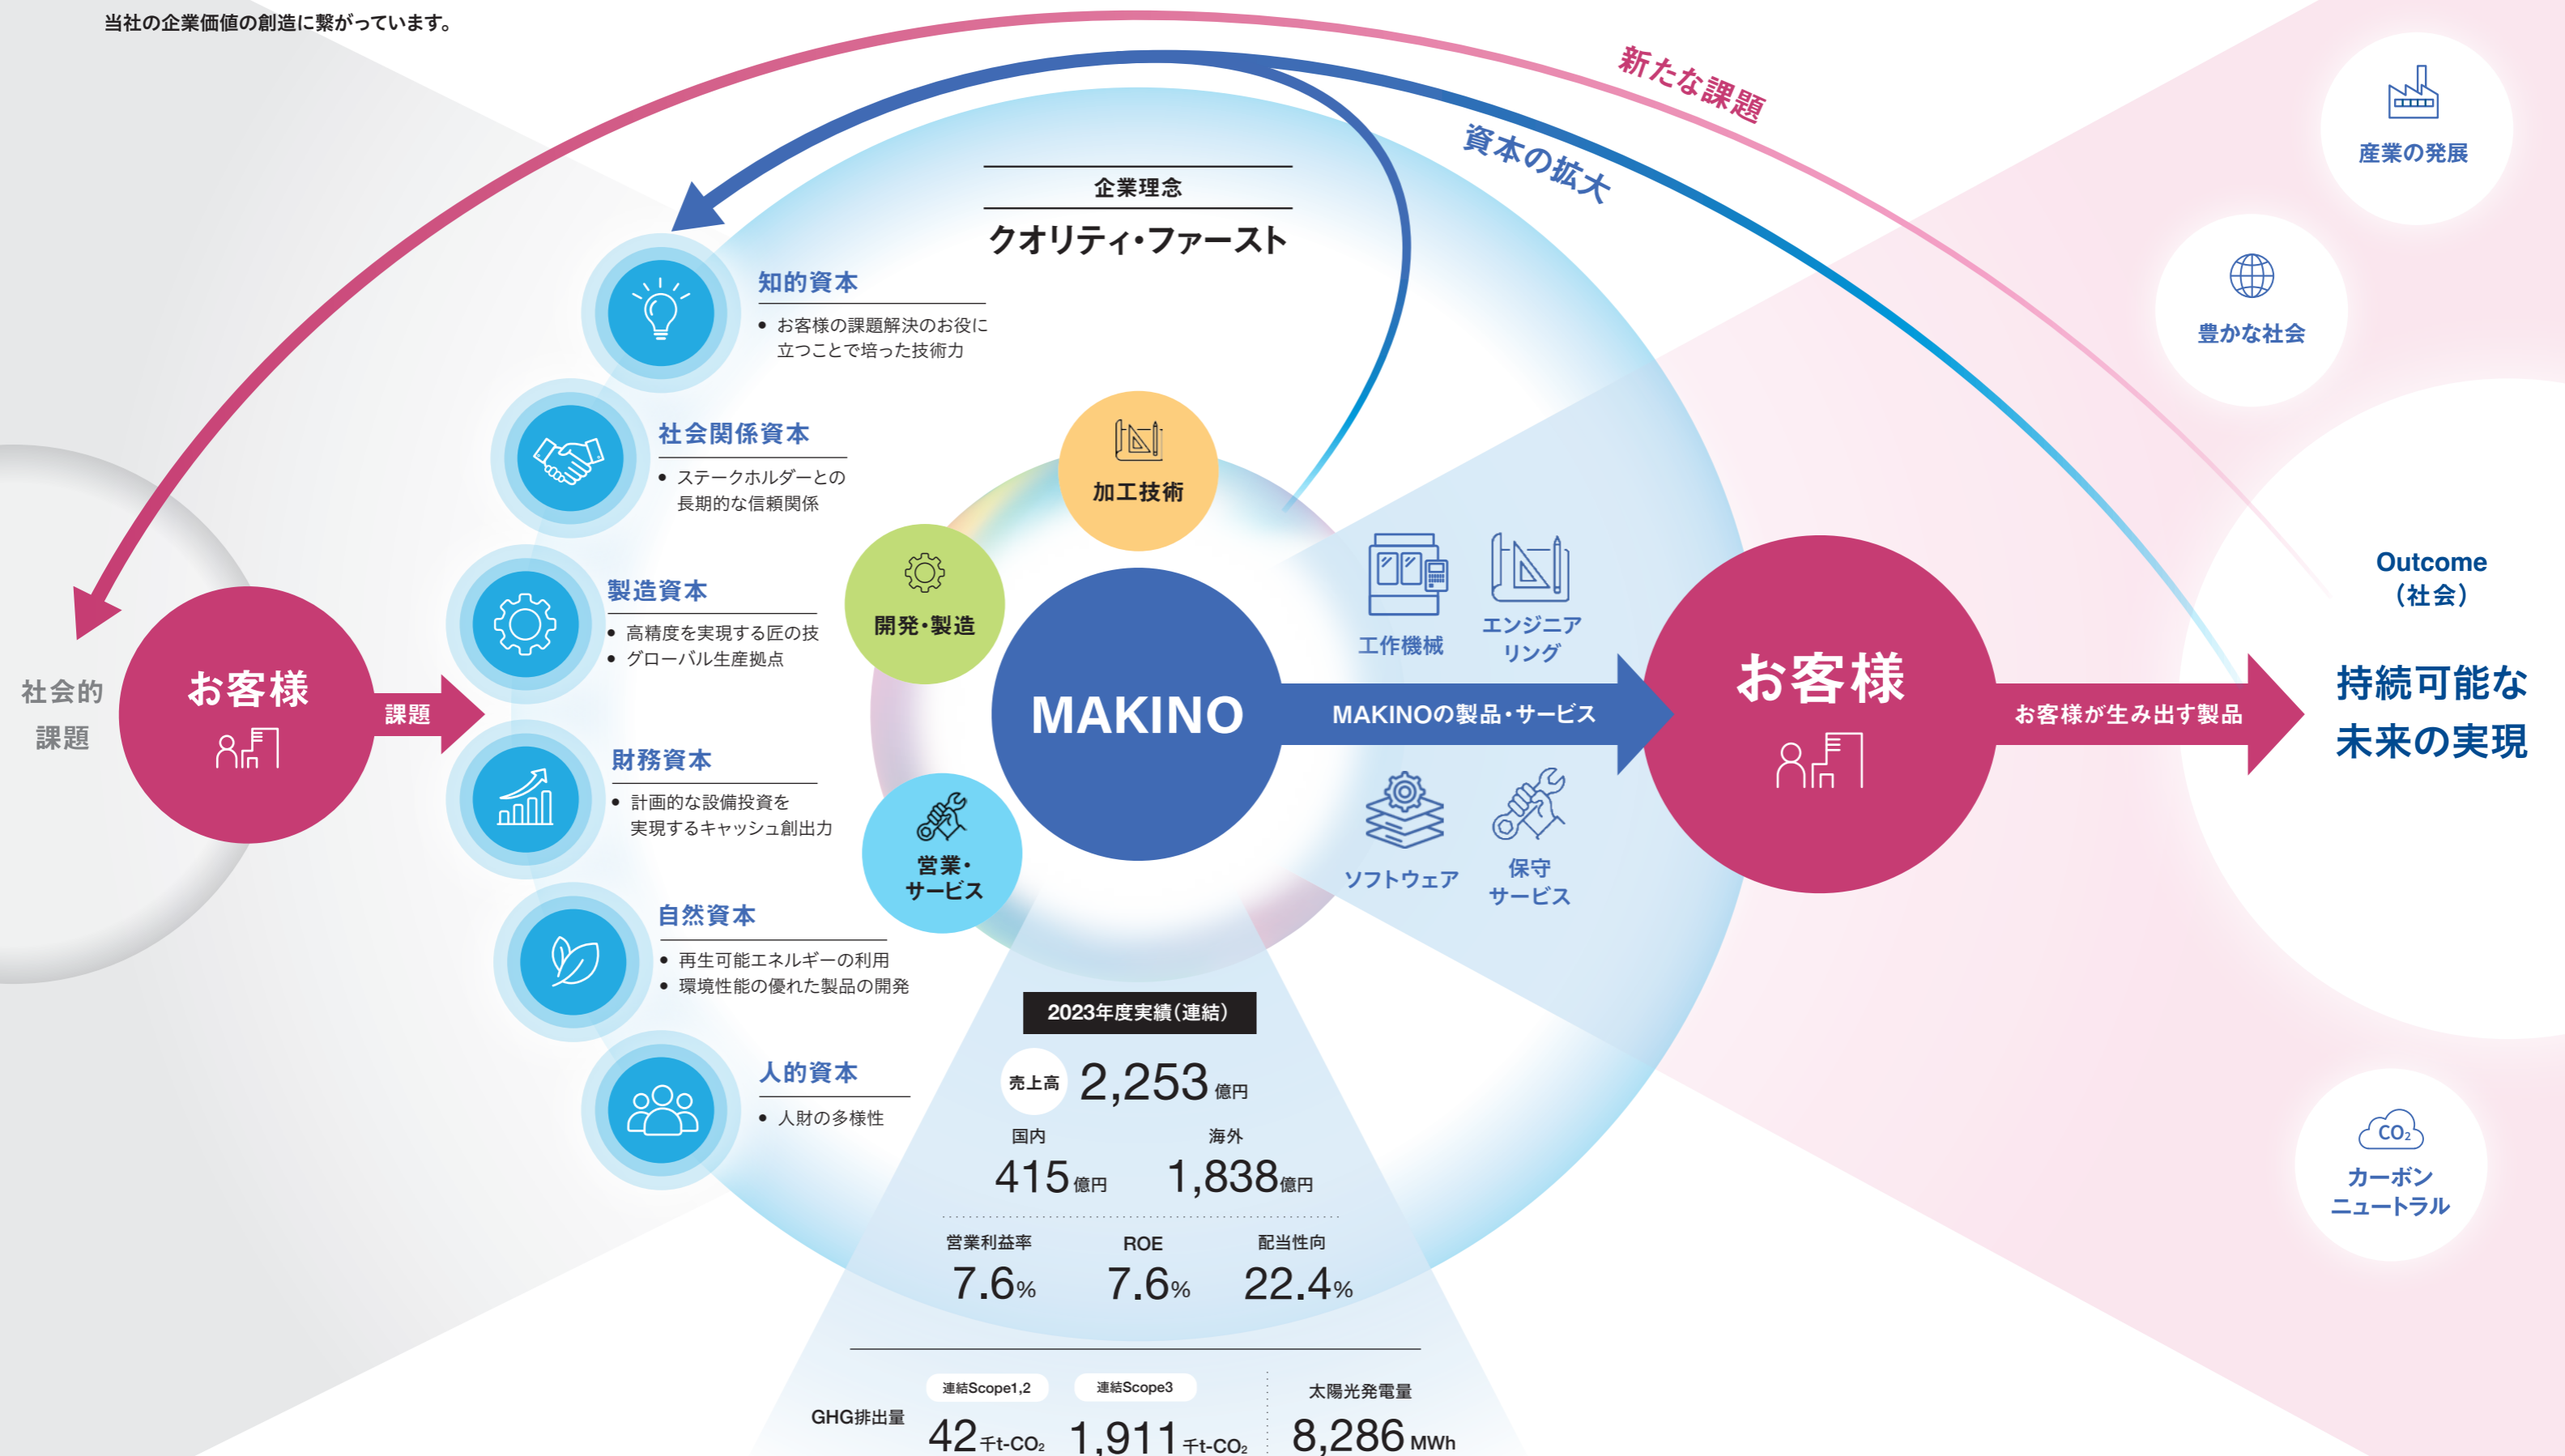 当社の企業価値の創造に繋がっています。
新たな課題
資本の拡大
企業理念
クオリティ・ファースト
社会的
課題
お客様
課題
知的資本
• お客様の課題解決のお役に
立つことで培った技術力
社会関係資本
• ステークホルダーとの
長期的な信頼関係
製造資本
• 高精度を実現する匠の技
• グローバル生産拠点
財務資本
• 計画的な設備投資を
実現するキャッシュ創出力
自然資本
• 再生可能エネルギーの利用
• 環境性能の優れた製品の開発
人的資本
• 人財の多様性
加工技術
開発・製造
営業・
サービス
MAKINO
工作機械
エンジニア
リング
MAKINOの製品・サービス
ソフトウェア
保守
サービス
お客様
お客様が生み出す製品
産業の発展
豊かな社会
Outcome
（社会）
持続可能な
未来の実現
CO₂
カーボン
ニュートラル
2023年度実績（連結）
売上高 2,253億円
国内 海外
415億円 1,838億円
営業利益率 ROE 配当性向
7.6% 7.6% 22.4%
連結Scope1,2 連結Scope3 太陽光発電量
GHG排出量 42千t-CO₂ 1,911千t-CO₂ 8,286MWh